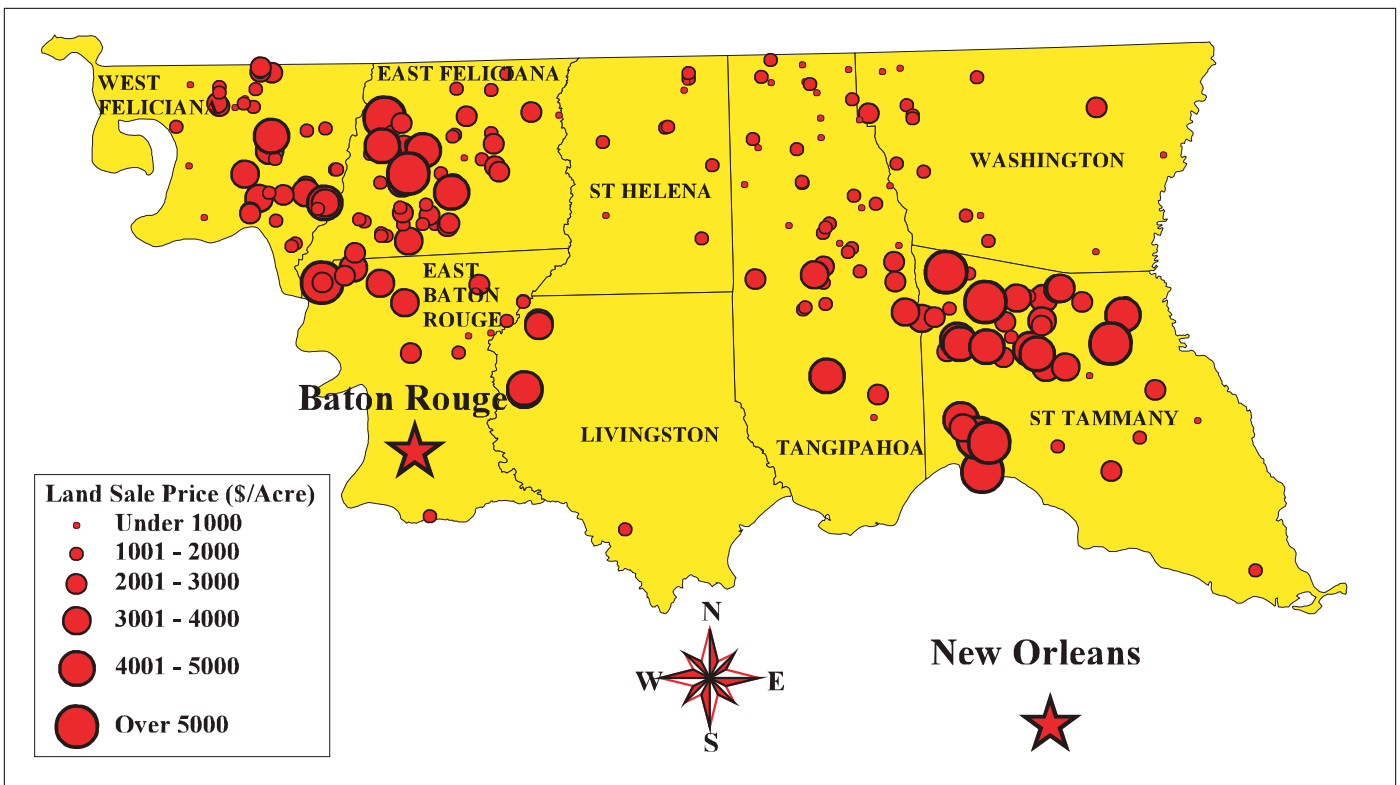 WEST
FELICIANA
EAST FELICIANA
WASHINGTON
ST HELENA
EAST
BATON
ROUGE
Baton Rouge
ST TAMMANY
LIVINGSTON
TANGIPAHOA
Land Sale Price ($/Acre)
Under 1000
1001 - 2000
2001 - 3000
3001 - 4000
4001 - 5000
Over 5000
N
W
E
S
New Orleans